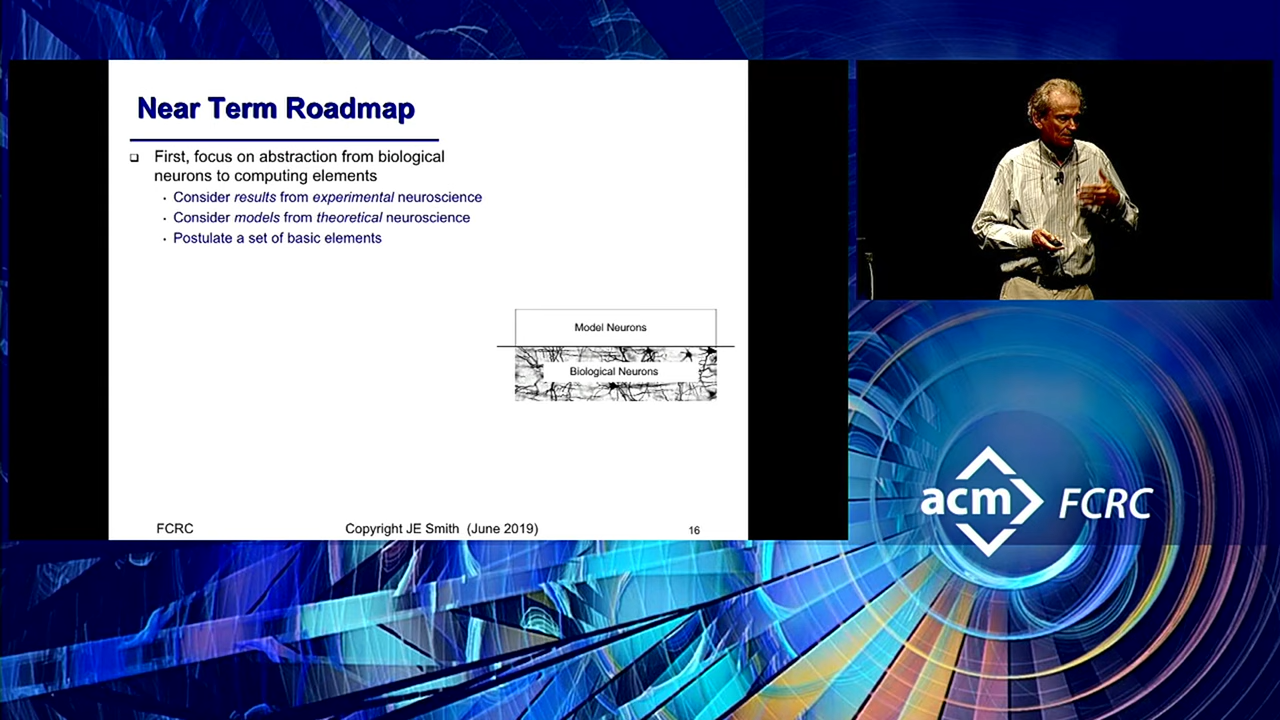 Near Term Roadmap
First, focus on abstraction from biological
neurons to computing elements
Consider results from experimental neuroscience
Consider models from theoretical neuroscience
Postulate a set of basic elements
Model Neurons
Biological Neurons
FCRC
Copyright JE Smith (June 2019)
16
acm FCRC